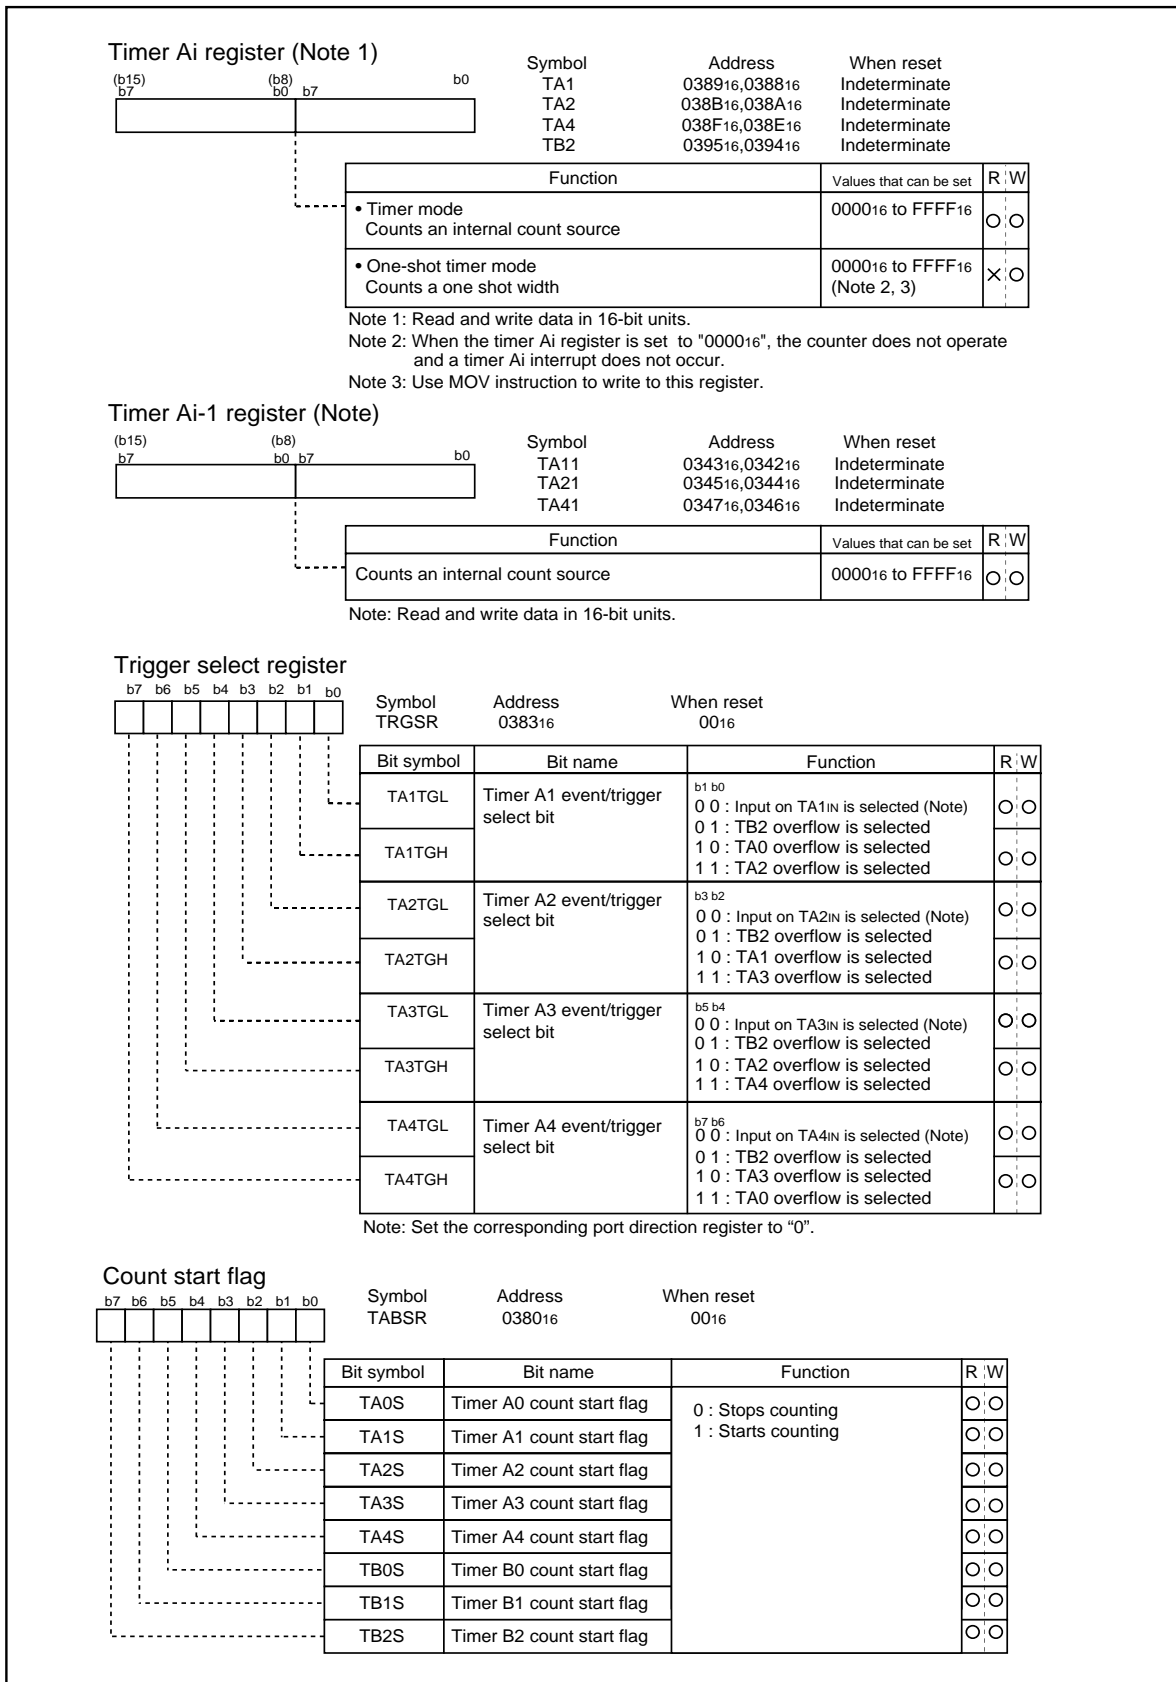 Timer Ai register (Note 1)
(b15) (b8)
b7 b0 b7 b0
Symbol Address When reset
TA1 038916,038816 Indeterminate
TA2 038B16,038A16 Indeterminate
TA4 038F16,038E16 Indeterminate
TB2 039516,039416 Indeterminate
Function Values that can be set R W
• Timer mode 000016 to FFFF16
Counts an internal count source
• One-shot timer mode 000016 to FFFF16
Counts a one shot width (Note 2, 3)
Note 1: Read and write data in 16-bit units.
Note 2: When the timer Ai register is set to "000016", the counter does not operate
and a timer Ai interrupt does not occur.
Note 3: Use MOV instruction to write to this register.
Timer Ai-1 register (Note)
(b15) (b8)
b7 b0 b7 b0
Symbol Address When reset
TA11 034316,034216 Indeterminate
TA21 034516,034416 Indeterminate
TA41 034716,034616 Indeterminate
Function Values that can be set R W
Counts an internal count source 000016 to FFFF16
Note: Read and write data in 16-bit units.
Trigger select register
b7 b6 b5 b4 b3 b2 b1 b0
Symbol Address When reset
TRGSR 038316 0016
Bit symbol Bit name Function R W
TA1TGL Timer A1 event/trigger
select bit
TA1TGH
b1 b0
0 0 : Input on TA1IN is selected (Note)
0 1 : TB2 overflow is selected
1 0 : TA0 overflow is selected
1 1 : TA2 overflow is selected
TA2TGL Timer A2 event/trigger
select bit
TA2TGH
b3 b2
0 0 : Input on TA2IN is selected (Note)
0 1 : TB2 overflow is selected
1 0 : TA1 overflow is selected
1 1 : TA3 overflow is selected
TA3TGL Timer A3 event/trigger
select bit
TA3TGH
b5 b4
0 0 : Input on TA3IN is selected (Note)
0 1 : TB2 overflow is selected
1 0 : TA2 overflow is selected
1 1 : TA4 overflow is selected
TA4TGL Timer A4 event/trigger
select bit
TA4TGH
b7 b6
0 0 : Input on TA4IN is selected (Note)
0 1 : TB2 overflow is selected
1 0 : TA3 overflow is selected
1 1 : TA0 overflow is selected
Note: Set the corresponding port direction register to “0”.
Count start flag
b7 b6 b5 b4 b3 b2 b1 b0
Symbol Address When reset
TABSR 038016 0016
Bit symbol Bit name Function R W
TA0S Timer A0 count start flag 0 : Stops counting
TA1S Timer A1 count start flag 1 : Starts counting
TA2S Timer A2 count start flag
TA3S Timer A3 count start flag
TA4S Timer A4 count start flag
TB0S Timer B0 count start flag
TB1S Timer B1 count start flag
TB2S Timer B2 count start flag